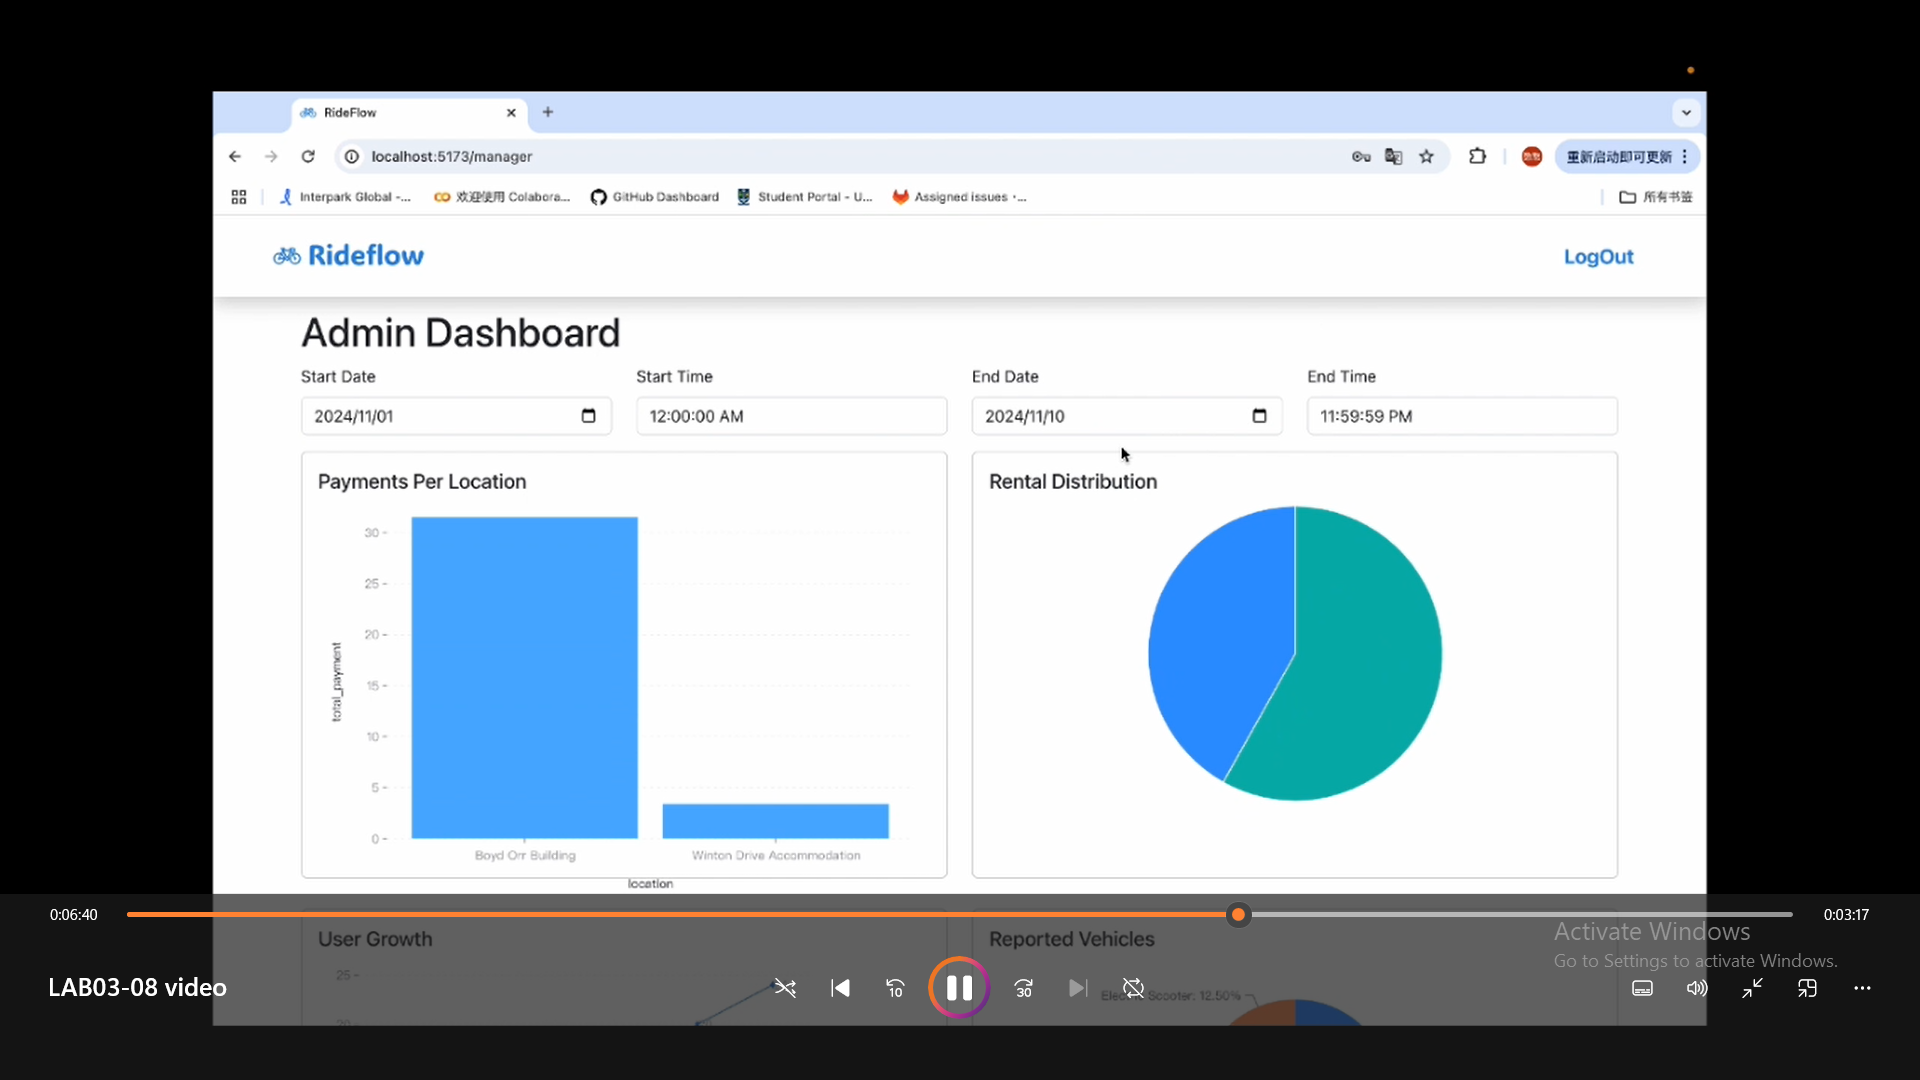 RideFlow
localhost:5173/manager
重新启动即可更新
Interpark Global -...
欢迎使用 Colabora...
GitHub Dashboard
Student Portal - U...
Assigned issues ·...
所有书签
Rideflow
LogOut
Admin Dashboard
Start Date
Start Time
End Date
End Time
2024/11/01
12:00:00 AM
2024/11/10
11:59:59 PM
Payments Per Location
Rental Distribution
30
25
20
15
10
5
0
total_payment
Boyd Orr Building
Winton Drive Accommodation
location
0:06:40
0:03:17
User Growth
Reported Vehicles
Activate Windows
Go to Settings to activate Windows.
25
20
Electric Scooter: 12.50%
LAB03-08 video
10
30